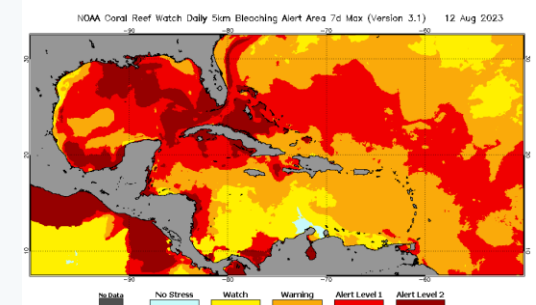 NOAA Coral Reef Watch Daily 5km Bleaching Alert Area 7d Max (Version 3.1) 12 Aug 2023
-90 -80 -70 -60
30 30
20 20
10 10
-90 -80 -70 -60
No Data No Stress Watch Warning Alert Level 1 Alert Level 2